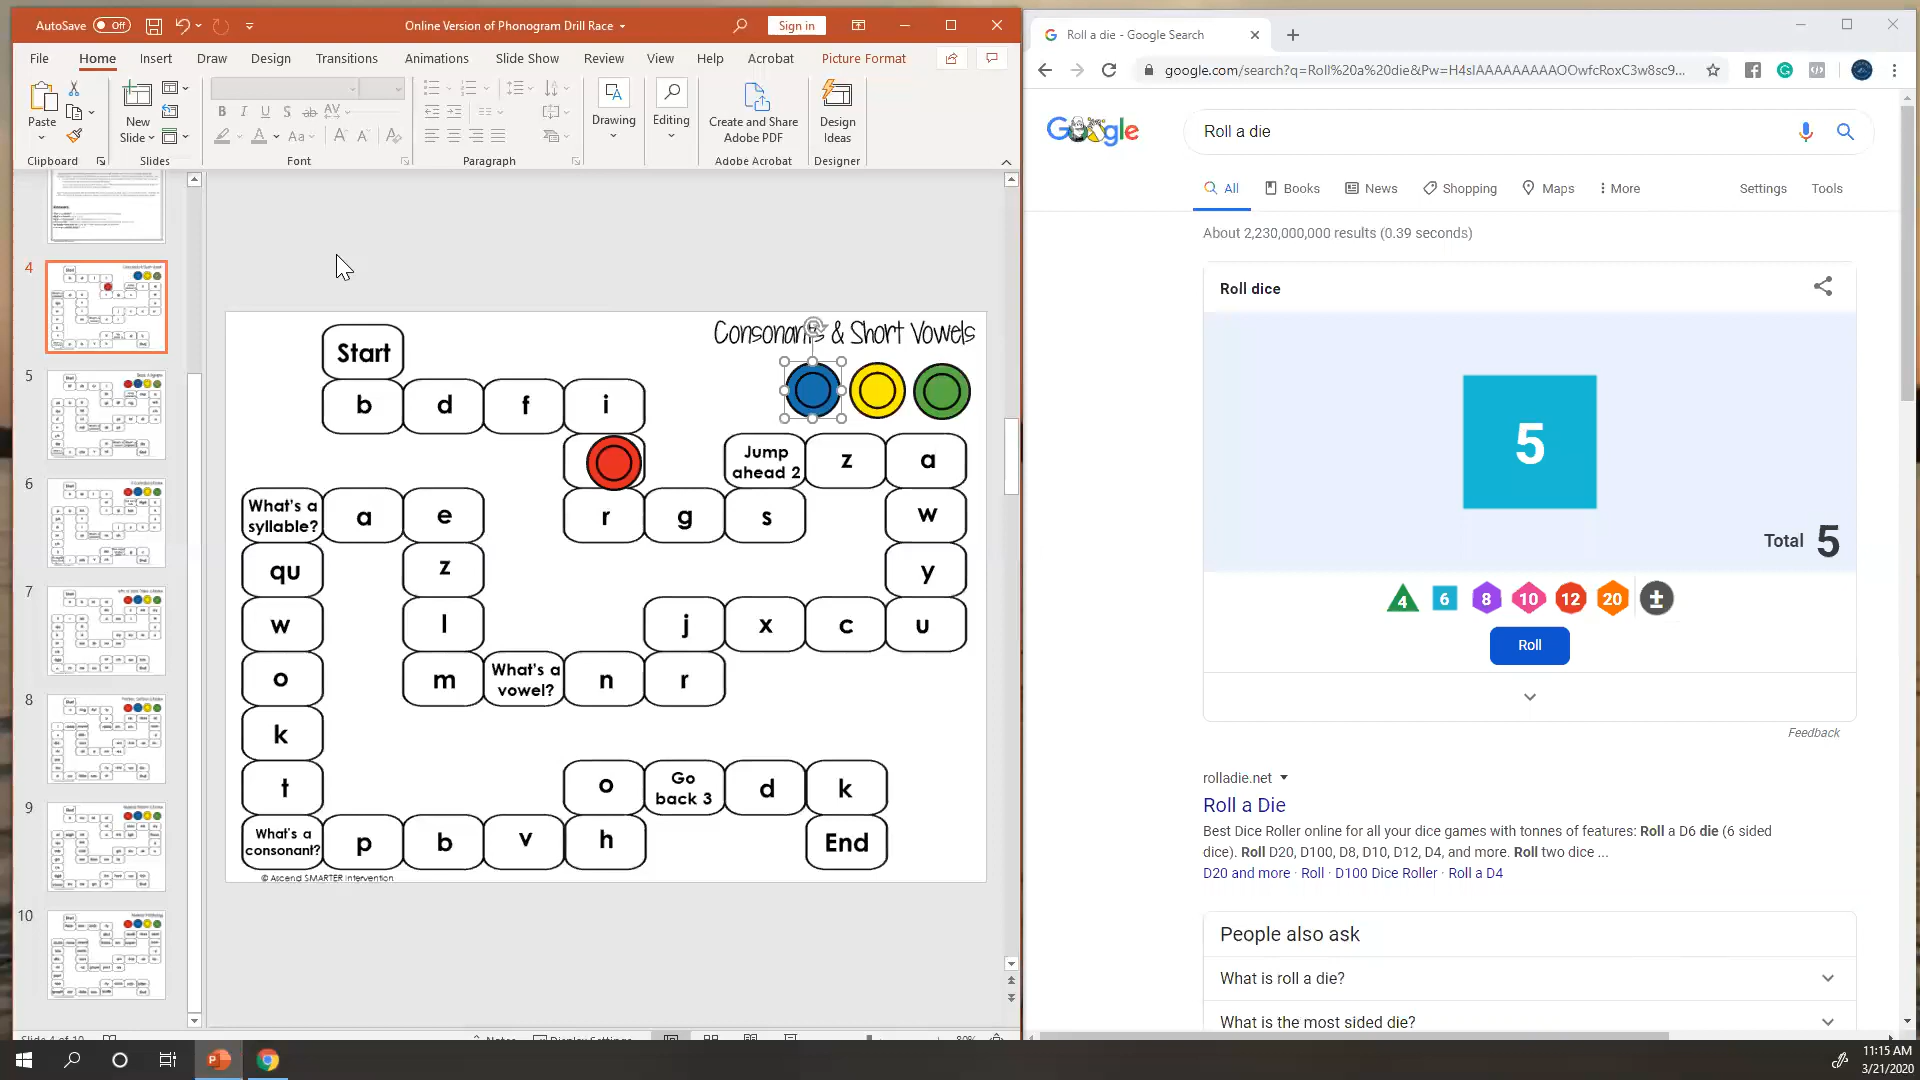 AutoSave Off
Online Version of Phonogram Drill Race
Sign in
File Home Insert Draw Design Transitions Animations Slide Show Review View Help Acrobat Picture Format
Paste
New Slide
Drawing
Editing
Create and Share Adobe PDF
Design Ideas
Clipboard Slides Font Paragraph Adobe Acrobat Designer
4
5
6
7
8
9
10
Consonants & Short Vowels
Start
b d f i
Jump ahead 2 z a
What's a syllable? a e r g s w
qu z y
w l j x c u
o m What's a vowel? n r
k
t o Go back 3 d k
What's a consonant? p b v h End
© Ascend SMARTER Intervention
Roll a die - Google Search
google.com/search?q=Roll%20a%20die&Pw=H4sIAAAAAAAAAOOwfcRoxC3w8sc9...
Google
Roll a die
All Books News Shopping Maps More Settings Tools
About 2,230,000,000 results (0.39 seconds)
Roll dice
5
Total 5
4 6 8 10 12 20 ±
Roll
Feedback
rolladie.net
Roll a Die
Best Dice Roller online for all your dice games with tonnes of features: Roll a D6 die (6 sided
dice). Roll D20, D100, D8, D10, D12, D4, and more. Roll two dice ...
D20 and more · Roll · D100 Dice Roller · Roll a D4
People also ask
What is roll a die?
What is the most sided die?
11:15 AM
3/21/2020